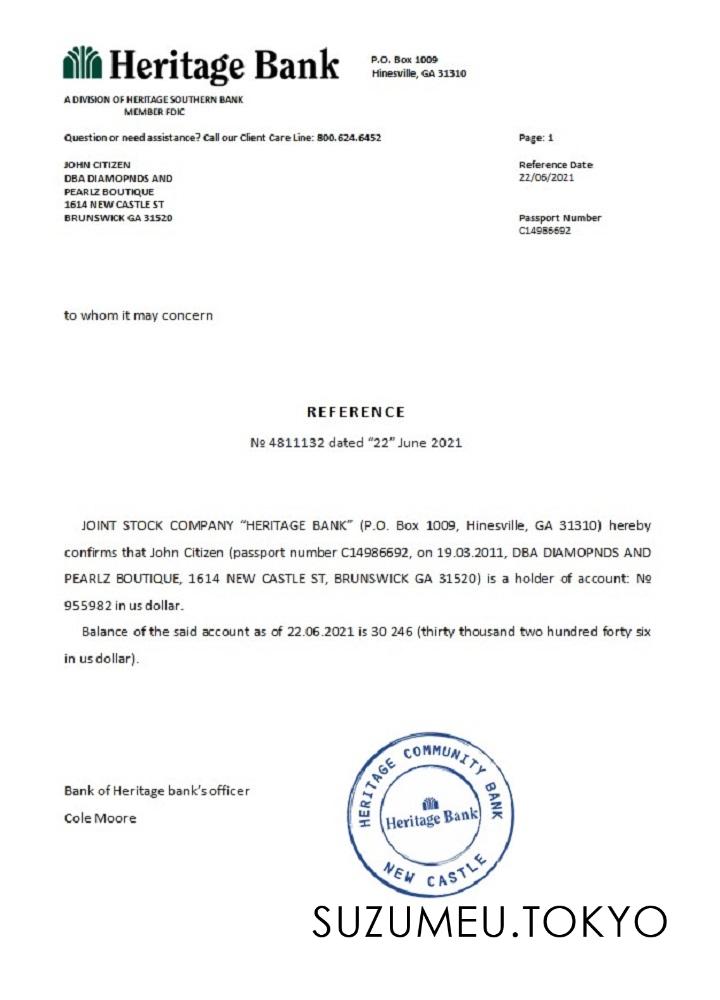 Heritage Bank
P.O. Box 1009
Hinesville, GA 31310
A DIVISION OF HERITAGE SOUTHERN BANK
MEMBER FDIC
Question or need assistance? Call our Client Care Line: 800.624.6452
Page: 1
JOHN CITIZEN
DBA DIAMOPNDS AND
PEARLZ BOUTIQUE
1614 NEW CASTLE ST
BRUNSWICK GA 31520
Reference Date
22/06/2021
Passport Number
C14986692
to whom it may concern
REFERENCE
№ 4811132 dated “22” June 2021
JOINT STOCK COMPANY “HERITAGE BANK” (P.O. Box 1009, Hinesville, GA 31310) hereby
confirms that John Citizen (passport number C14986692, on 19.03.2011, DBA DIAMOPNDS AND
PEARLZ BOUTIQUE, 1614 NEW CASTLE ST, BRUNSWICK GA 31520) is a holder of account: №
955982 in us dollar.
Balance of the said account as of 22.06.2021 is 30 246 (thirty thousand two hundred forty six
in us dollar).
Bank of Heritage bank’s officer
Cole Moore
HERITAGE COMMUNITY BANK
Heritage Bank
NEW CASTLE
SUZUMEU.TOKYO